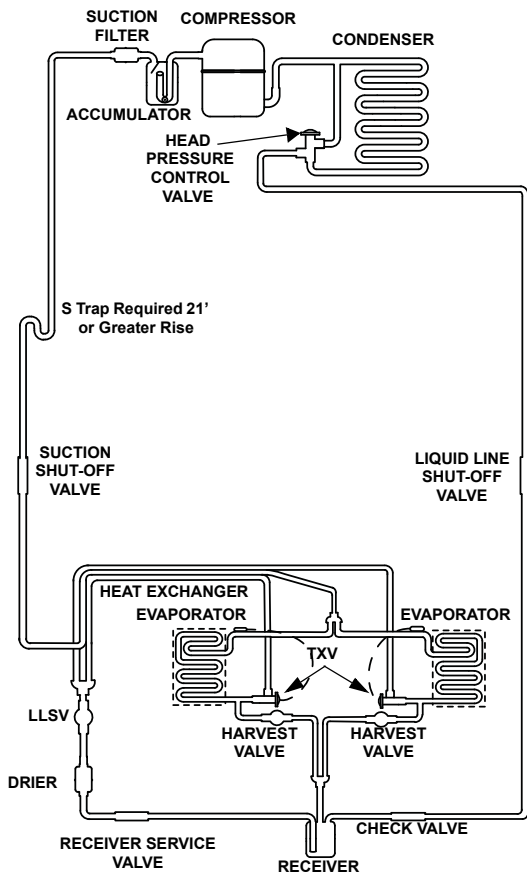 SUCTION
FILTER
COMPRESSOR
CONDENSER
ACCUMULATOR
HEAD
PRESSURE
CONTROL
VALVE
S Trap Required 21'
or Greater Rise
SUCTION
SHUT-OFF
VALVE
LIQUID LINE
SHUT-OFF
VALVE
HEAT EXCHANGER
EVAPORATOR
EVAPORATOR
TXV
LLSV
HARVEST
VALVE
HARVEST
VALVE
DRIER
RECEIVER SERVICE
VALVE
CHECK VALVE
RECEIVER